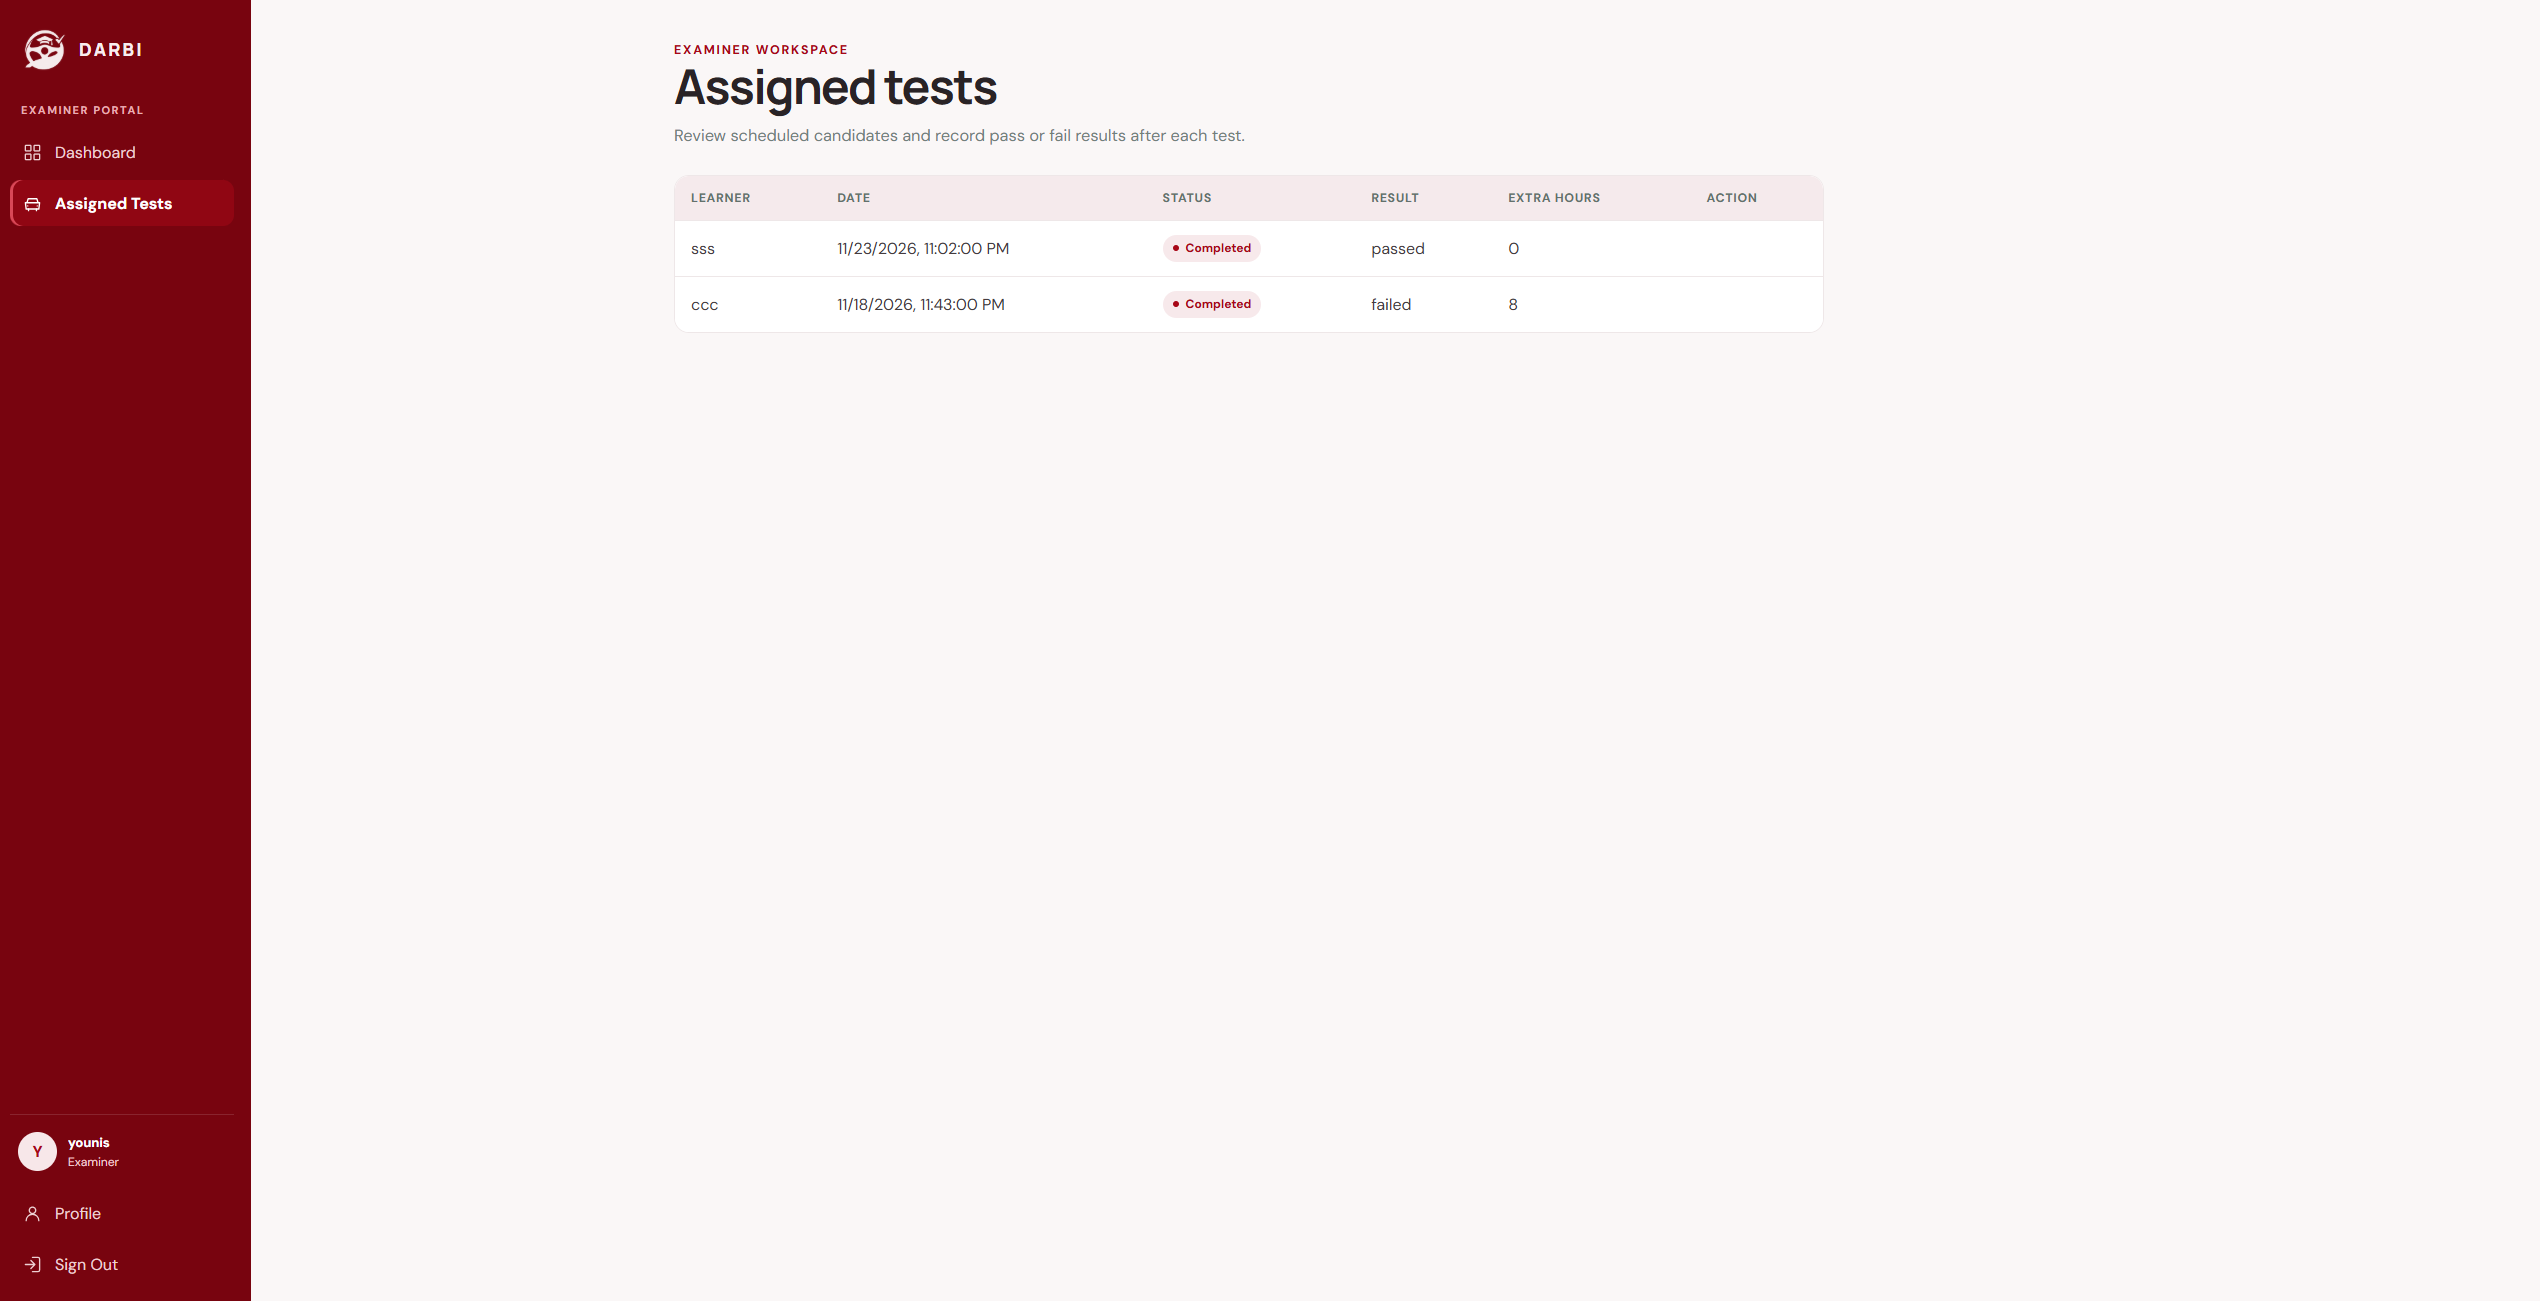 DARBI
EXAMINER PORTAL
Dashboard
Assigned Tests
EXAMINER WORKSPACE
Assigned tests
Review scheduled candidates and record pass or fail results after each test.
LEARNER DATE STATUS RESULT EXTRA HOURS ACTION
sss 11/23/2026, 11:02:00 PM Completed passed 0
ccc 11/18/2026, 11:43:00 PM Completed failed 8
Y
younis
Examiner
Profile
Sign Out